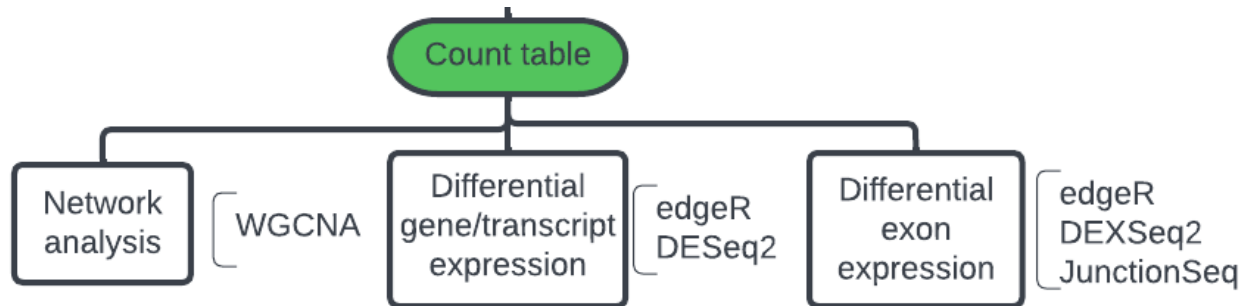 Count table
Network
analysis
WGCNA
Differential
gene/transcript
expression
edgeR
DESeq2
Differential
exon
expression
edgeR
DEXSeq2
JunctionSeq